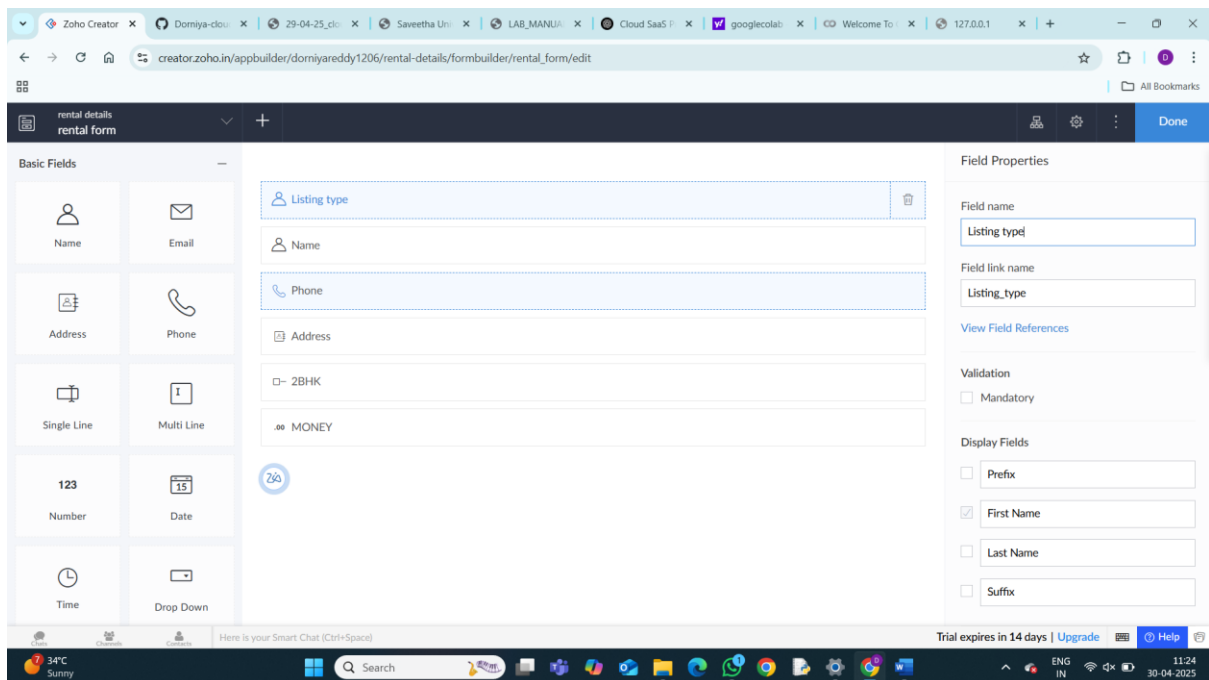 Zoho Creator
Dorniya-clou
29-04-25_clo
Saveetha Uni
LAB_MANUA
Cloud SaaS P
googlecolab
Welcome To
127.0.0.1
creator.zoho.in/appbuilder/dorniyareddy1206/rental-details/formbuilder/rental_form/edit
D
All Bookmarks
rental details
rental form
Done
Basic Fields
Name
Email
Address
Phone
Single Line
Multi Line
123
15
Number
Date
Time
Drop Down
Listing type
Name
Phone
Address
2BHK
.00 MONEY
Zia
Field Properties
Field name
Listing type
Field link name
Listing_type
View Field References
Validation
Mandatory
Display Fields
Prefix
First Name
Last Name
Suffix
Chats
Channels
Contacts
Here is your Smart Chat (Ctrl+Space)
Trial expires in 14 days | Upgrade
Help
7
34°C
Sunny
Search
ENG
IN
11:24
30-04-2025